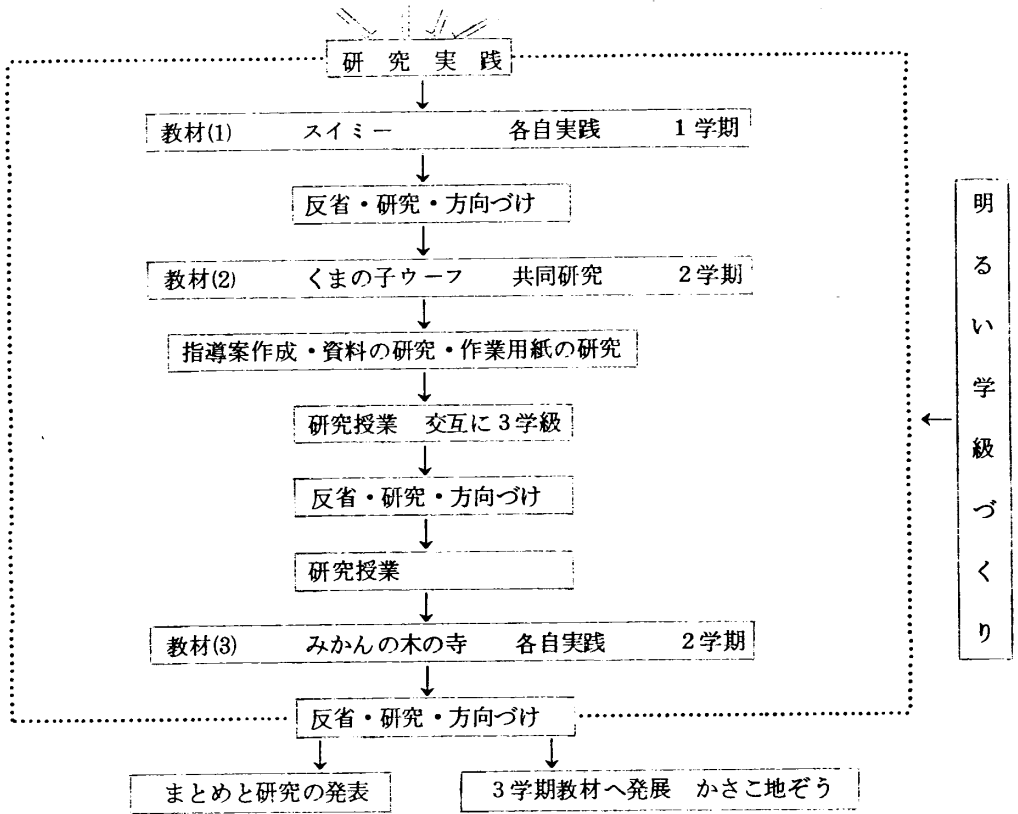 研究実践
教材(1) スイミー 各自実践 1学期
反省・研究・方向づけ
教材(2) くまの子ウーフ 共同研究 2学期
指導案作成・資料の研究・作業用紙の研究
研究授業 交互に3学級
反省・研究・方向づけ
研究授業
教材(3) みかんの木の寺 各自実践 2学期
反省・研究・方向づけ
まとめと研究の発表
3学期教材へ発展 かさこ地ぞう
明るい学級づくり